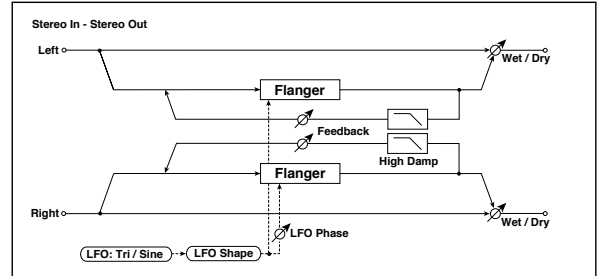 Stereo In - Stereo Out
Left
Wet / Dry
Flanger
Feedback
High Damp
Flanger
Right
Wet / Dry
LFO Phase
LFO: Tri / Sine
LFO Shape